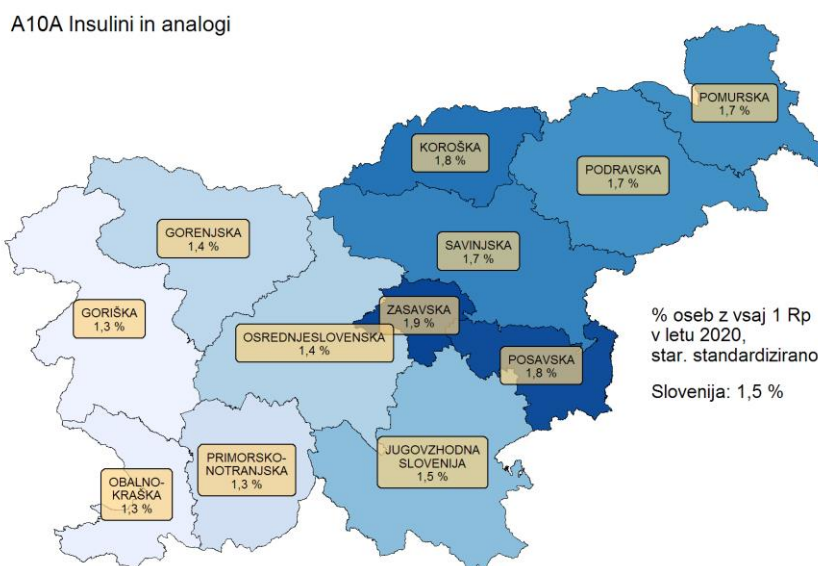 A10A Insulini in analogi
POMURSKA
1,7 %
KOROŠKA
1,8 %
PODRAVSKA
1,7 %
GORENJSKA
1,4 %
SAVINJSKA
1,7 %
GORIŠKA
1,3 %
ZASAVSKA
1,9 %
OSREDNJESLOVENSKA
1,4 %
POSAVSKA
1,8 %
% oseb z vsaj 1 Rp
v letu 2020,
star. standardizirano
Slovenija: 1,5 %
PRIMORSKO-
NOTRANJSKA
1,3 %
JUGOVZHODNA
SLOVENIJA
1,5 %
OBALNO-
KRAŠKA
1,3 %